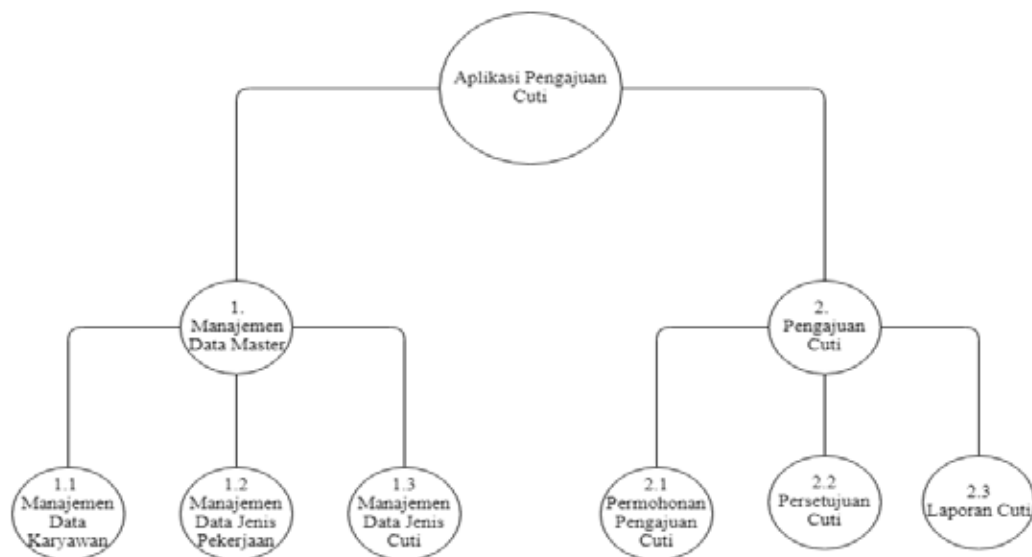 Aplikasi Pengajuan
Cuti
1.
Manajemen
Data Master
2.
Pengajuan
Cuti
1.1
Manajemen
Data
Karyawan
1.2
Manajemen
Data Jenis
Pekerjaan
1.3
Manajemen
Data Jenis
Cuti
2.1
Permohonan
Pengajuan
Cuti
2.2
Persetujuan
Cuti
2.3
Laporan Cuti